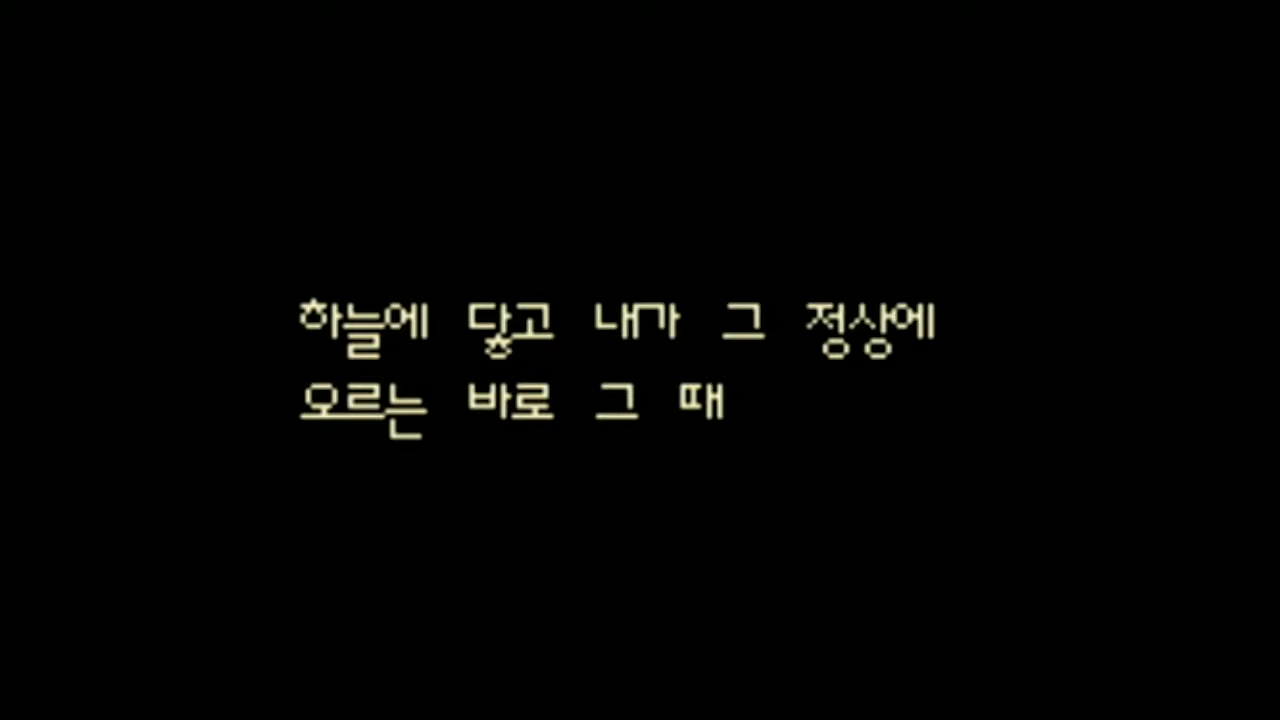 하늘에 닿고 내가 그 정상에
오르는 바로 그 때